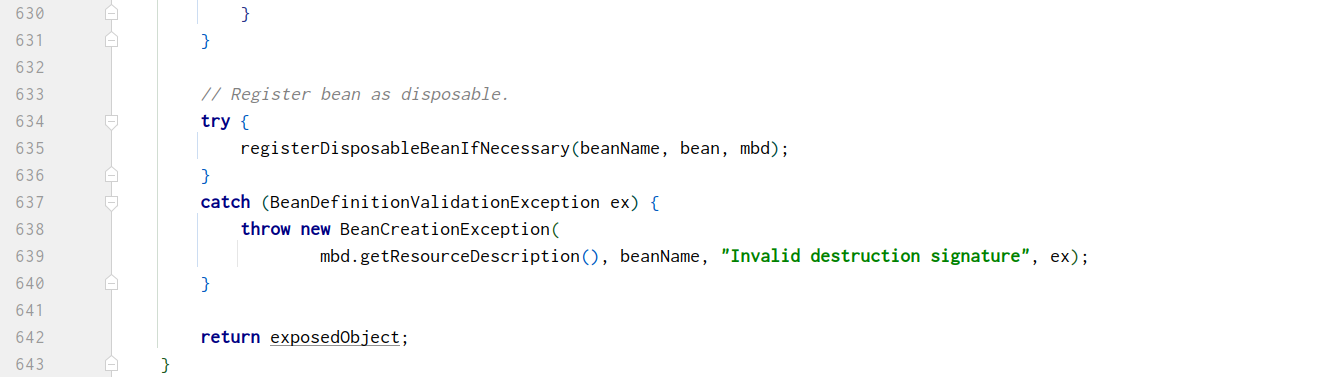 630 }
631 }
632
633 // Register bean as disposable.
634 try {
635 registerDisposableBeanIfNecessary(beanName, bean, mbd);
636 }
637 catch (BeanDefinitionValidationException ex) {
638 throw new BeanCreationException(
639 mbd.getResourceDescription(), beanName, "Invalid destruction signature", ex);
640 }
641
642 return exposedObject;
643 }